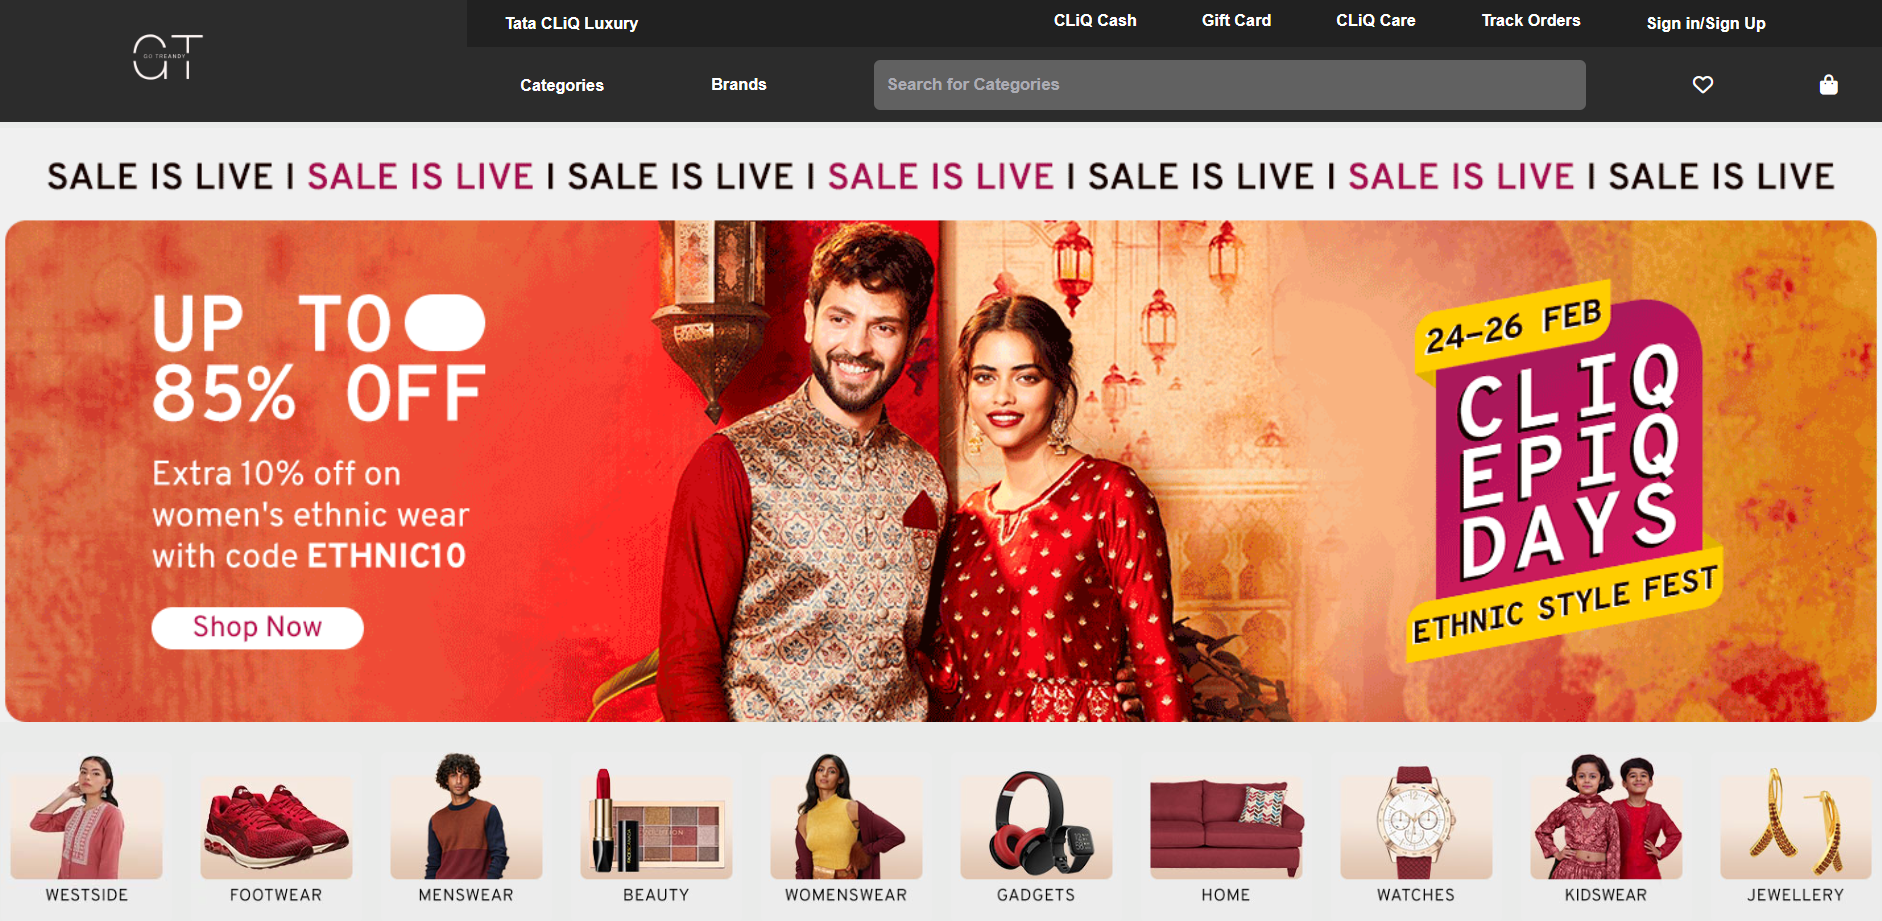 Tata CLiQ Luxury
CLiQ Cash
Gift Card
CLiQ Care
Track Orders
Sign in/Sign Up
GT
GO TREANDY
Categories
Brands
Search for Categories
SALE IS LIVE I SALE IS LIVE I SALE IS LIVE I SALE IS LIVE I SALE IS LIVE I SALE IS LIVE I SALE IS LIVE
UP TO
85% OFF
Extra 10% off on
women's ethnic wear
with code ETHNIC10
Shop Now
24–26 FEB
CLIQ
EPIQ
DAYS
ETHNIC STYLE FEST
WESTSIDE
FOOTWEAR
MENSWEAR
BEAUTY
WOMENSWEAR
GADGETS
HOME
WATCHES
KIDSWEAR
JEWELLERY